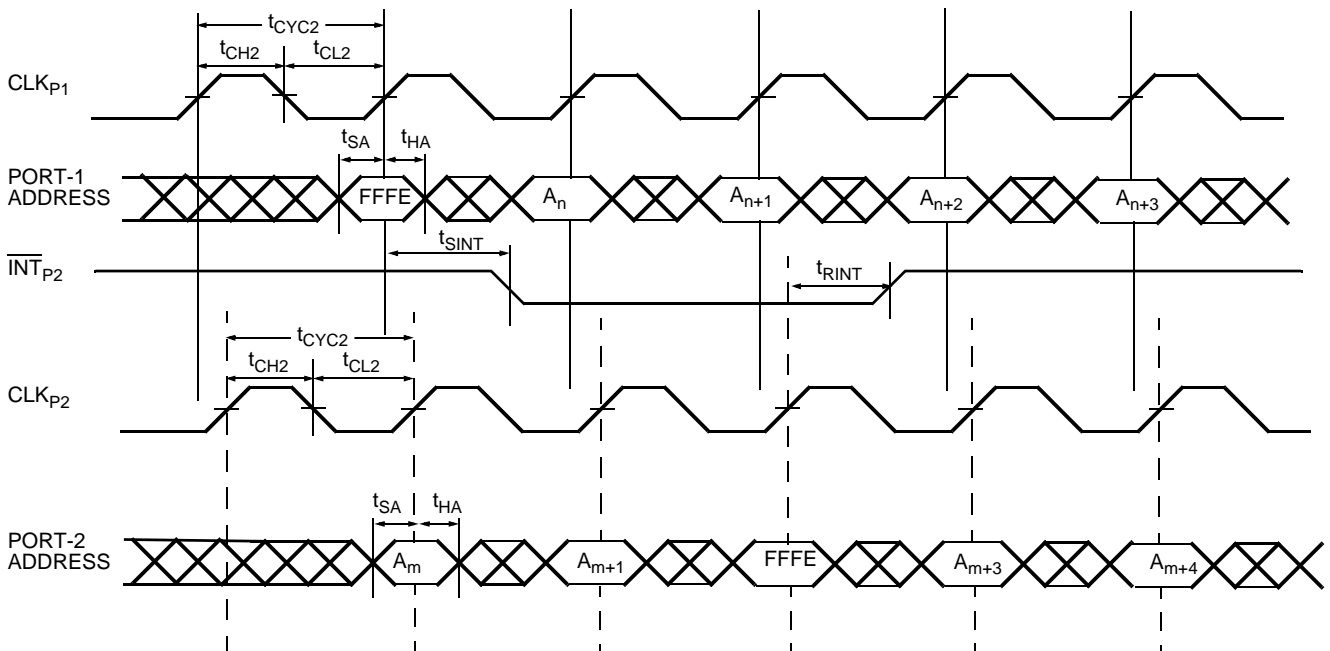 tCYC2
tCH2 tCL2
CLKP1
tSA tHA
PORT-1
ADDRESS
FFFE An An+1 An+2 An+3
tSINT
INTP2
tRINT
tCYC2
tCH2 tCL2
CLKP2
tSA tHA
PORT-2
ADDRESS
Am Am+1 FFFE Am+3 Am+4